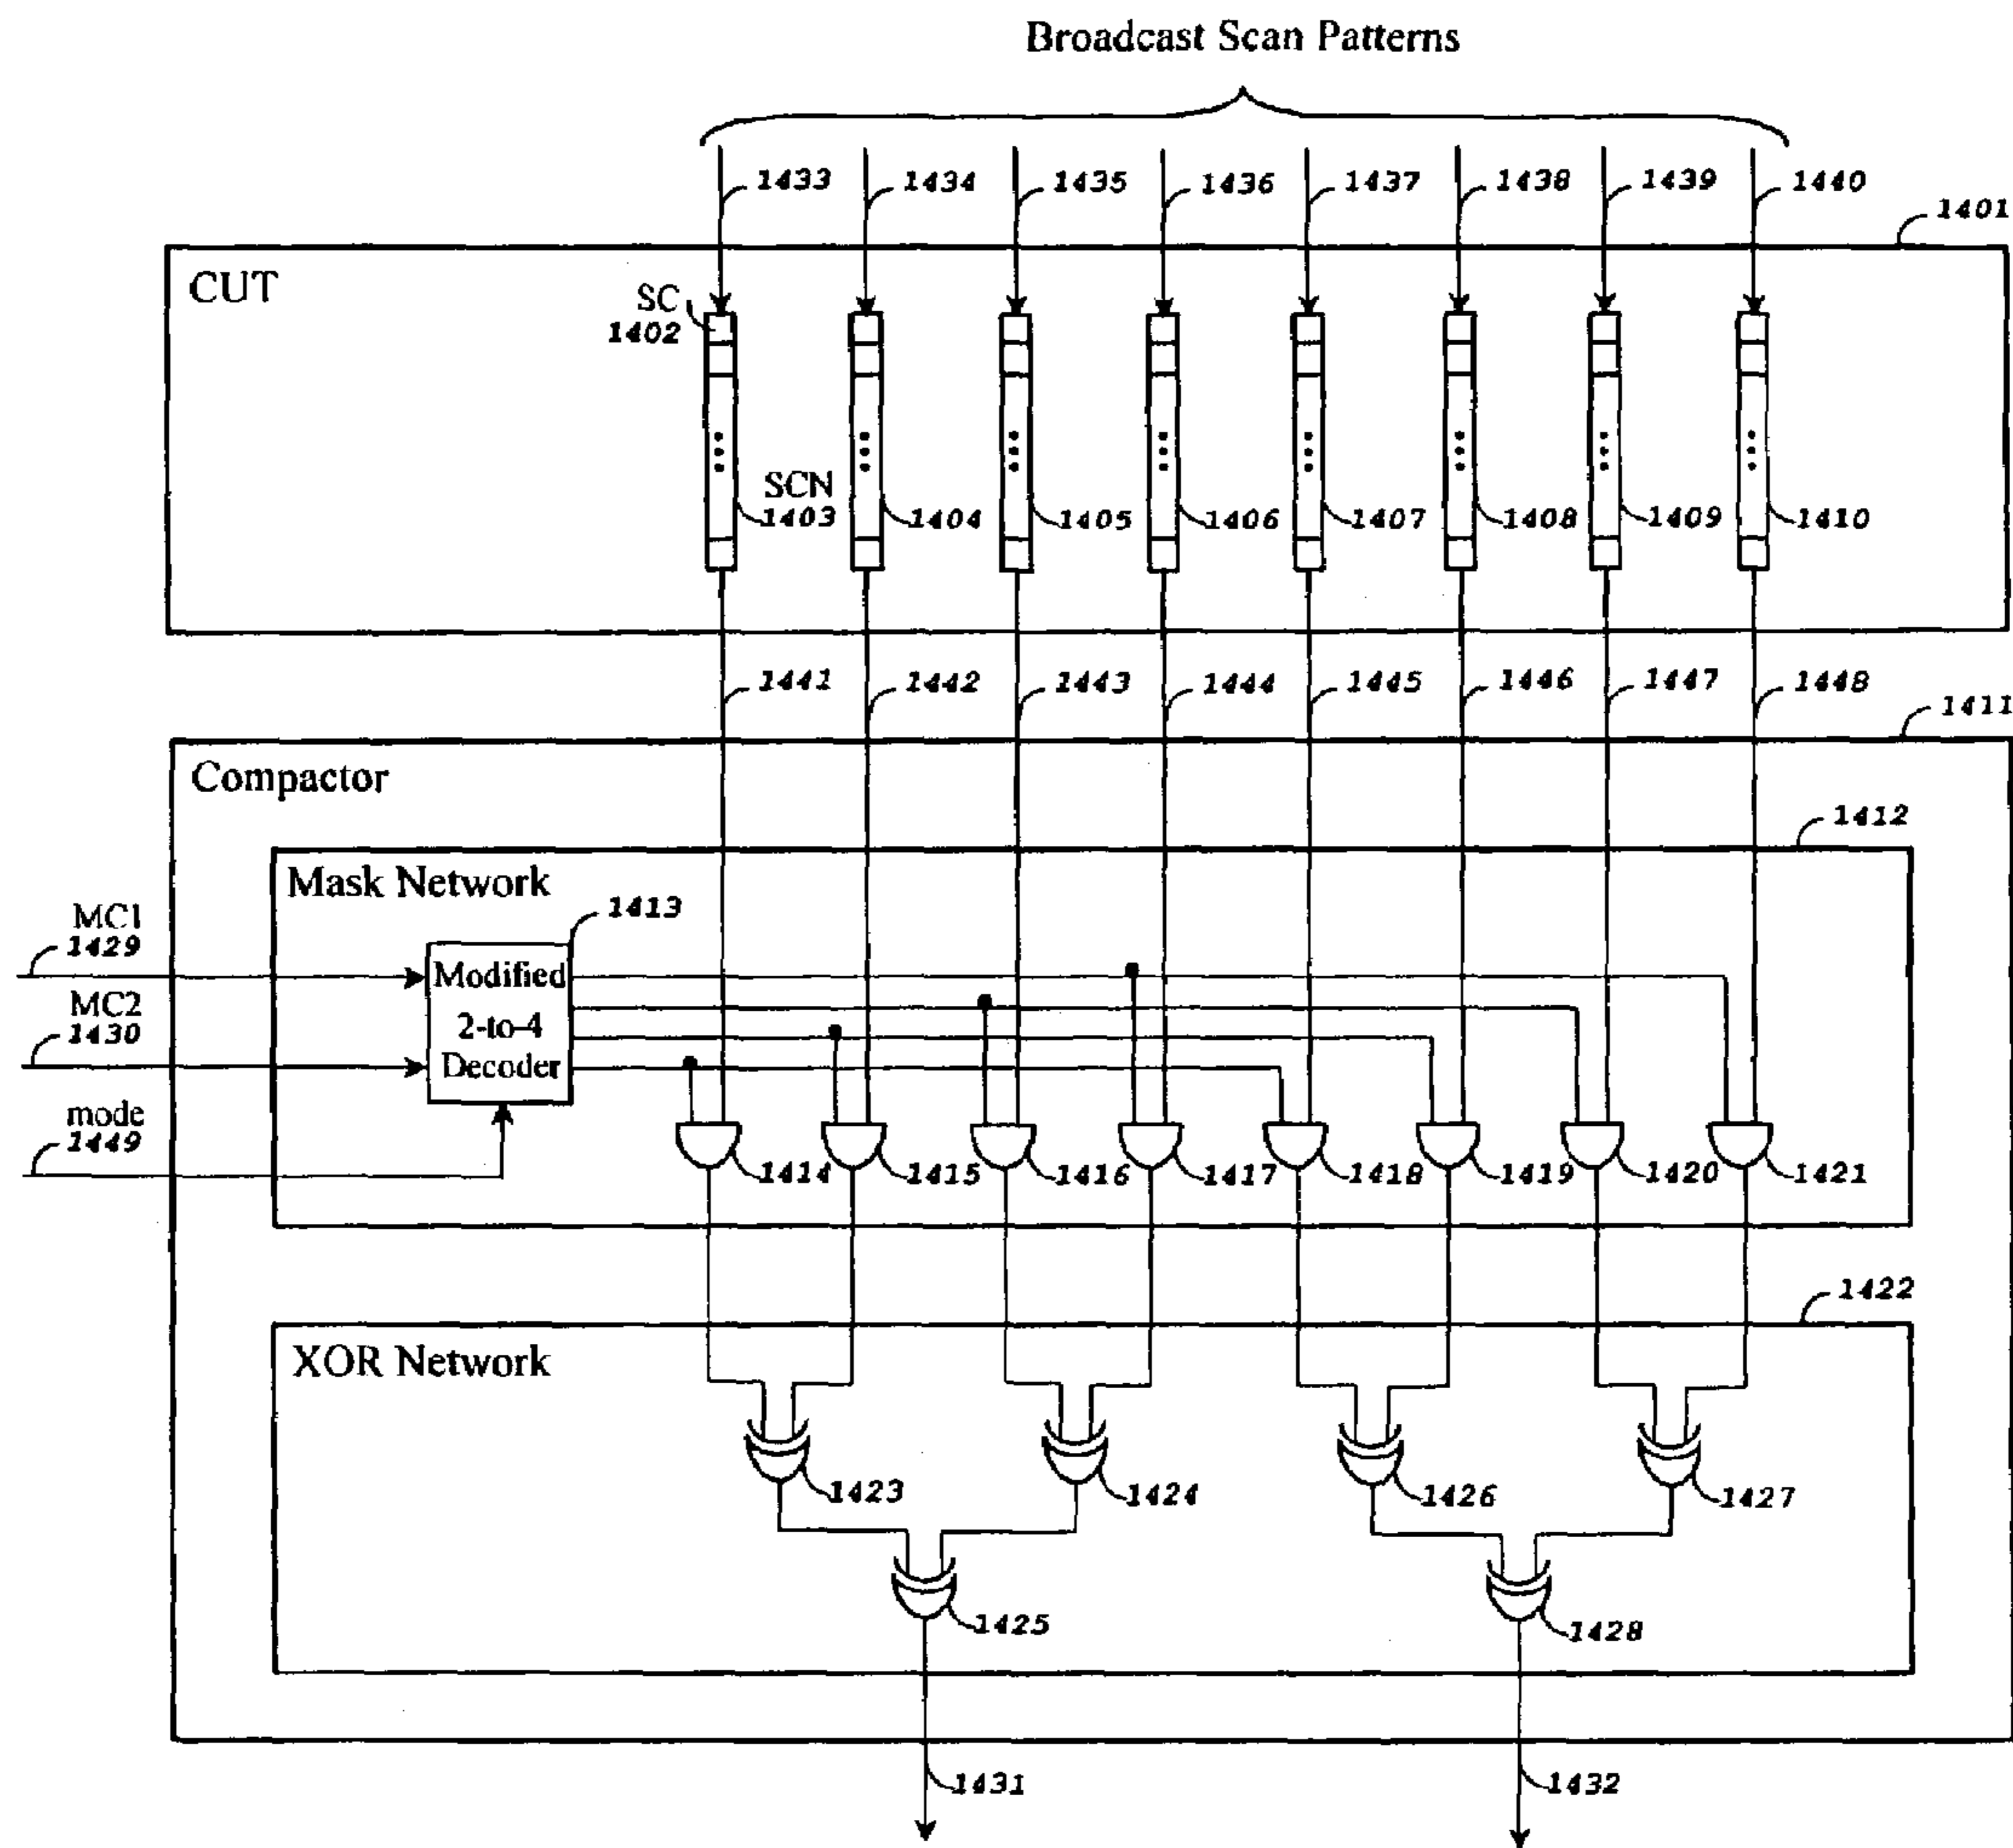 Broadcast Scan Patterns
1433 1434 1435 1436 1437 1438 1439 1440
1401
CUT
SC
1402
SCN
1403 1404 1405 1406 1407 1408 1409 1410
1441 1442 1443 1444 1445 1446 1447 1448
1411
Compactor
1412
Mask Network
1413
MC1
1429
Modified
2-to-4
Decoder
MC2
1430
mode
1449
1414 1415 1416 1417 1418 1419 1420 1421
1422
XOR Network
1423 1424 1426 1427
1425 1428
1431 1432